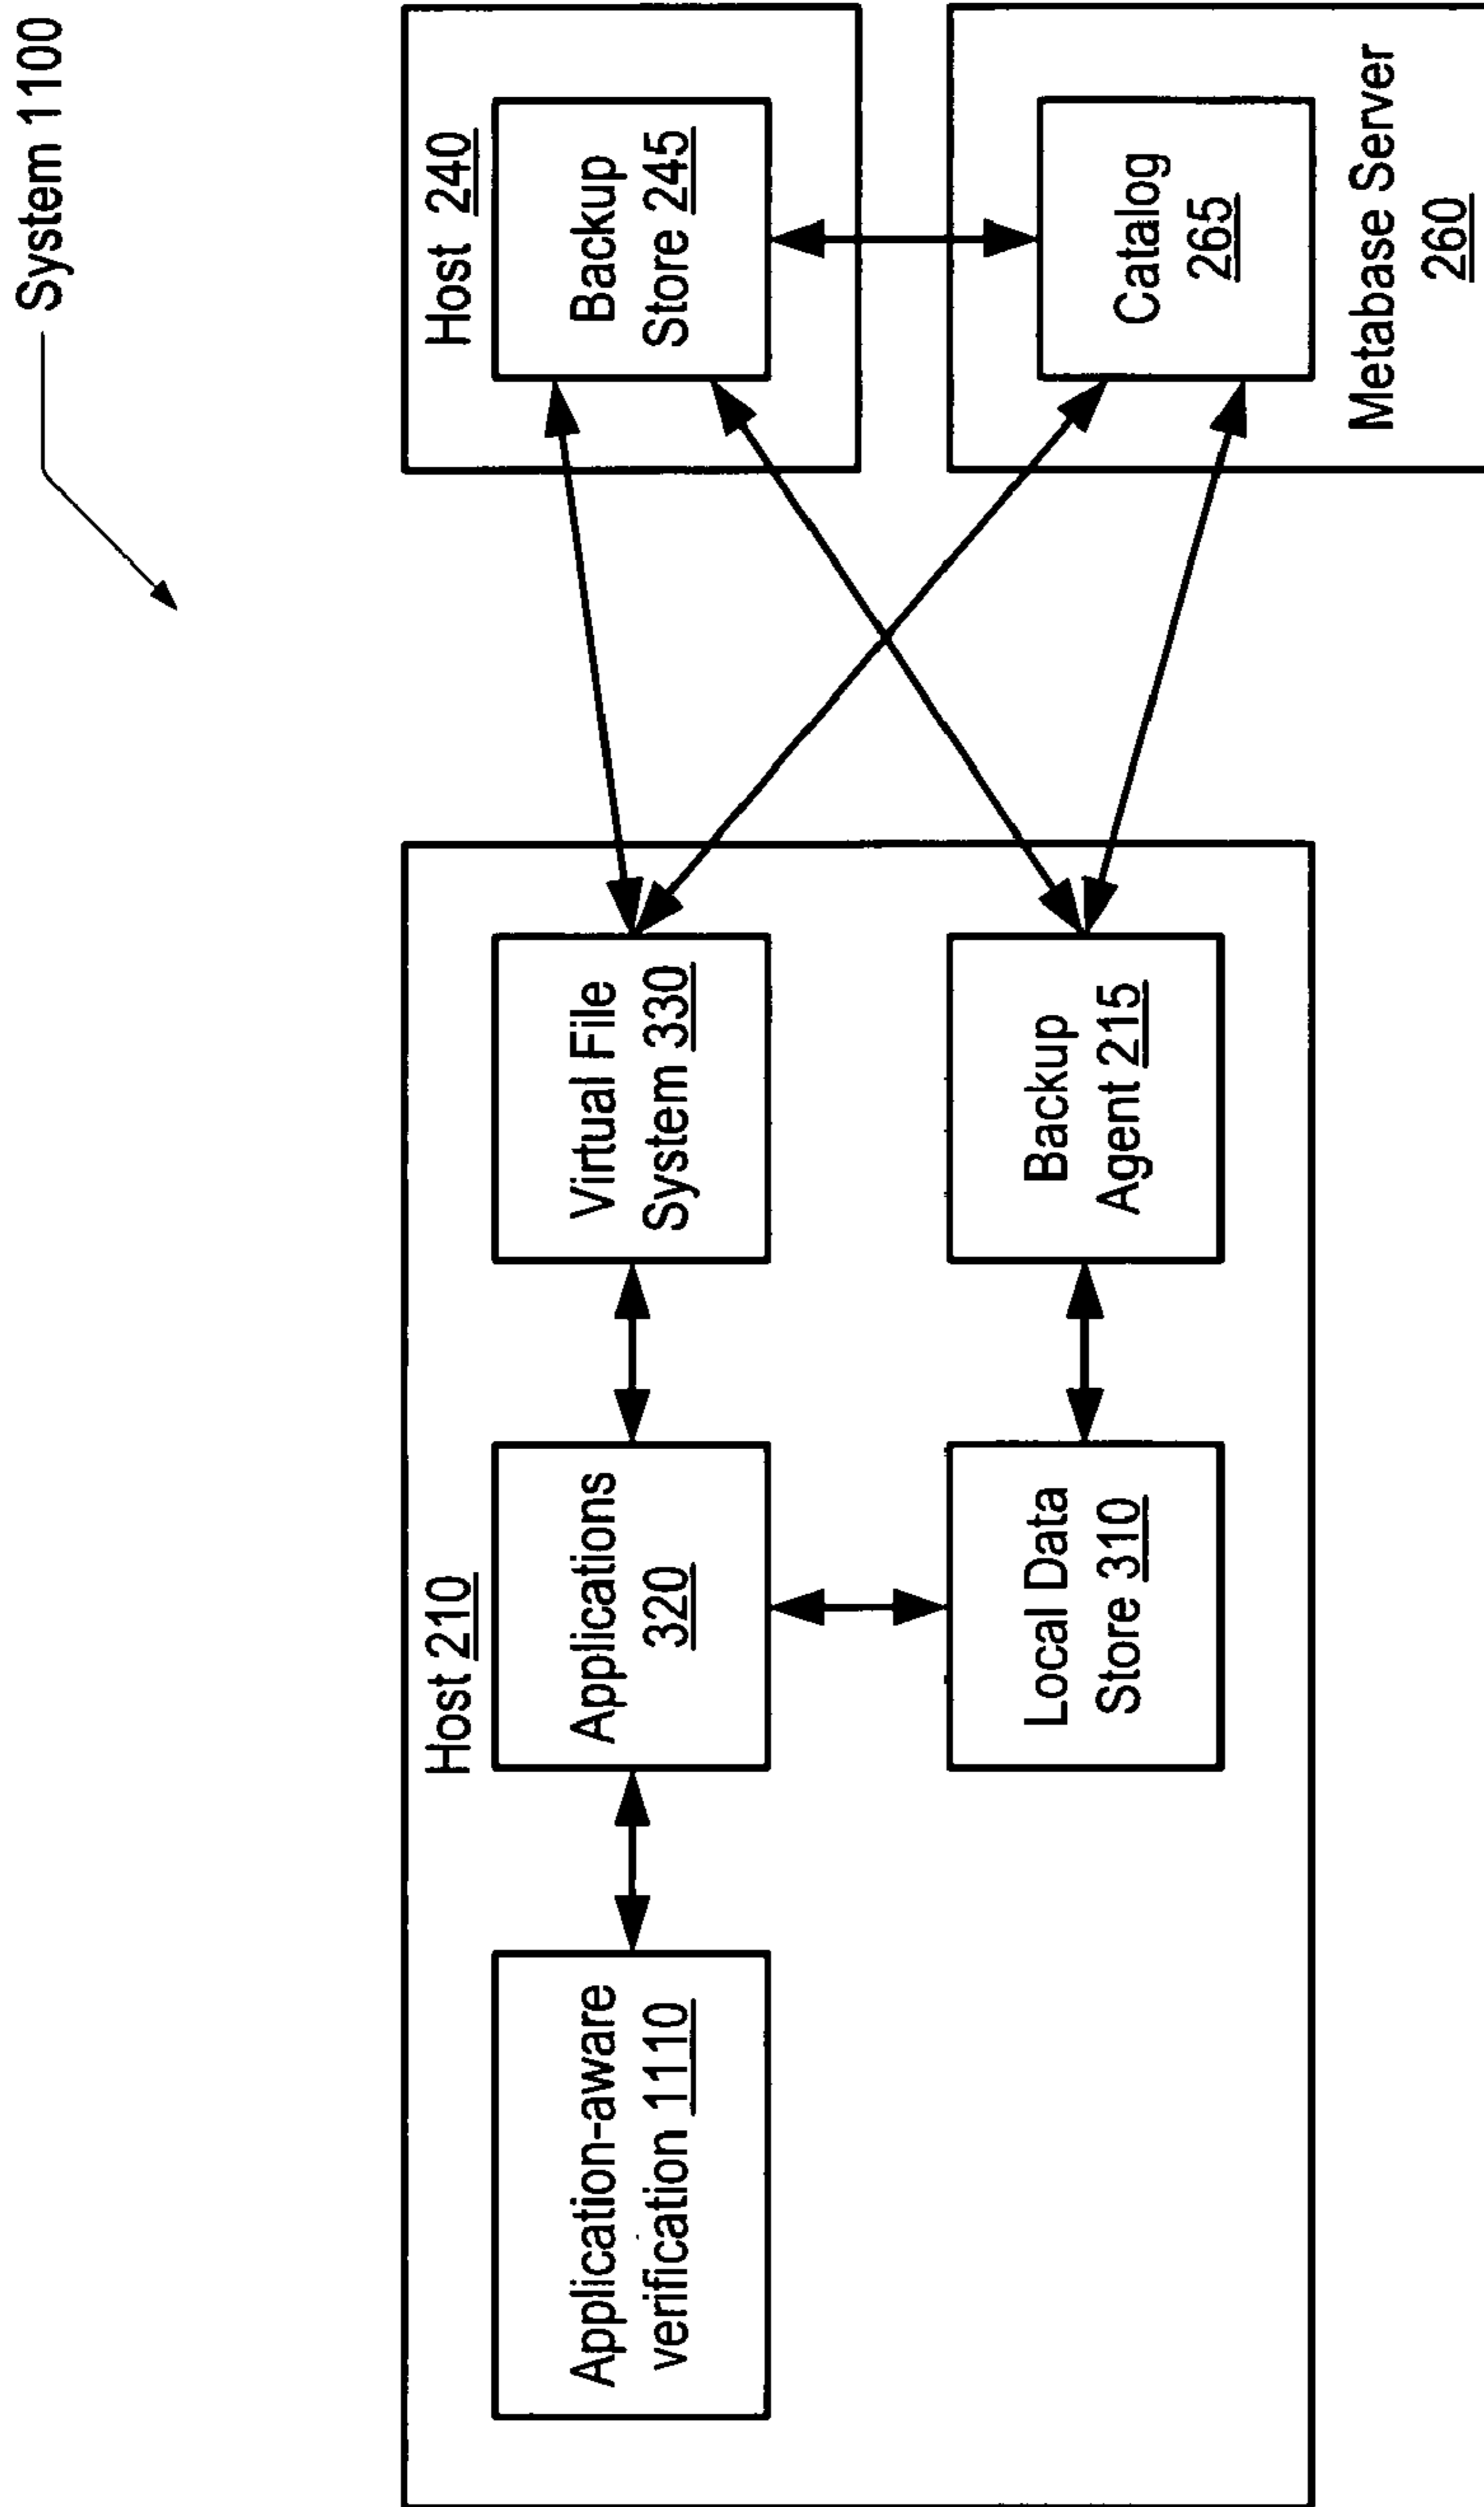 System 1100
Host 210
Application-aware
verification 1110
Applications
320
Virtual File
System 330
Local Data
Store 310
Backup
Agent 215
Host 240
Backup
Store 245
Catalog
265
Metabase Server
260